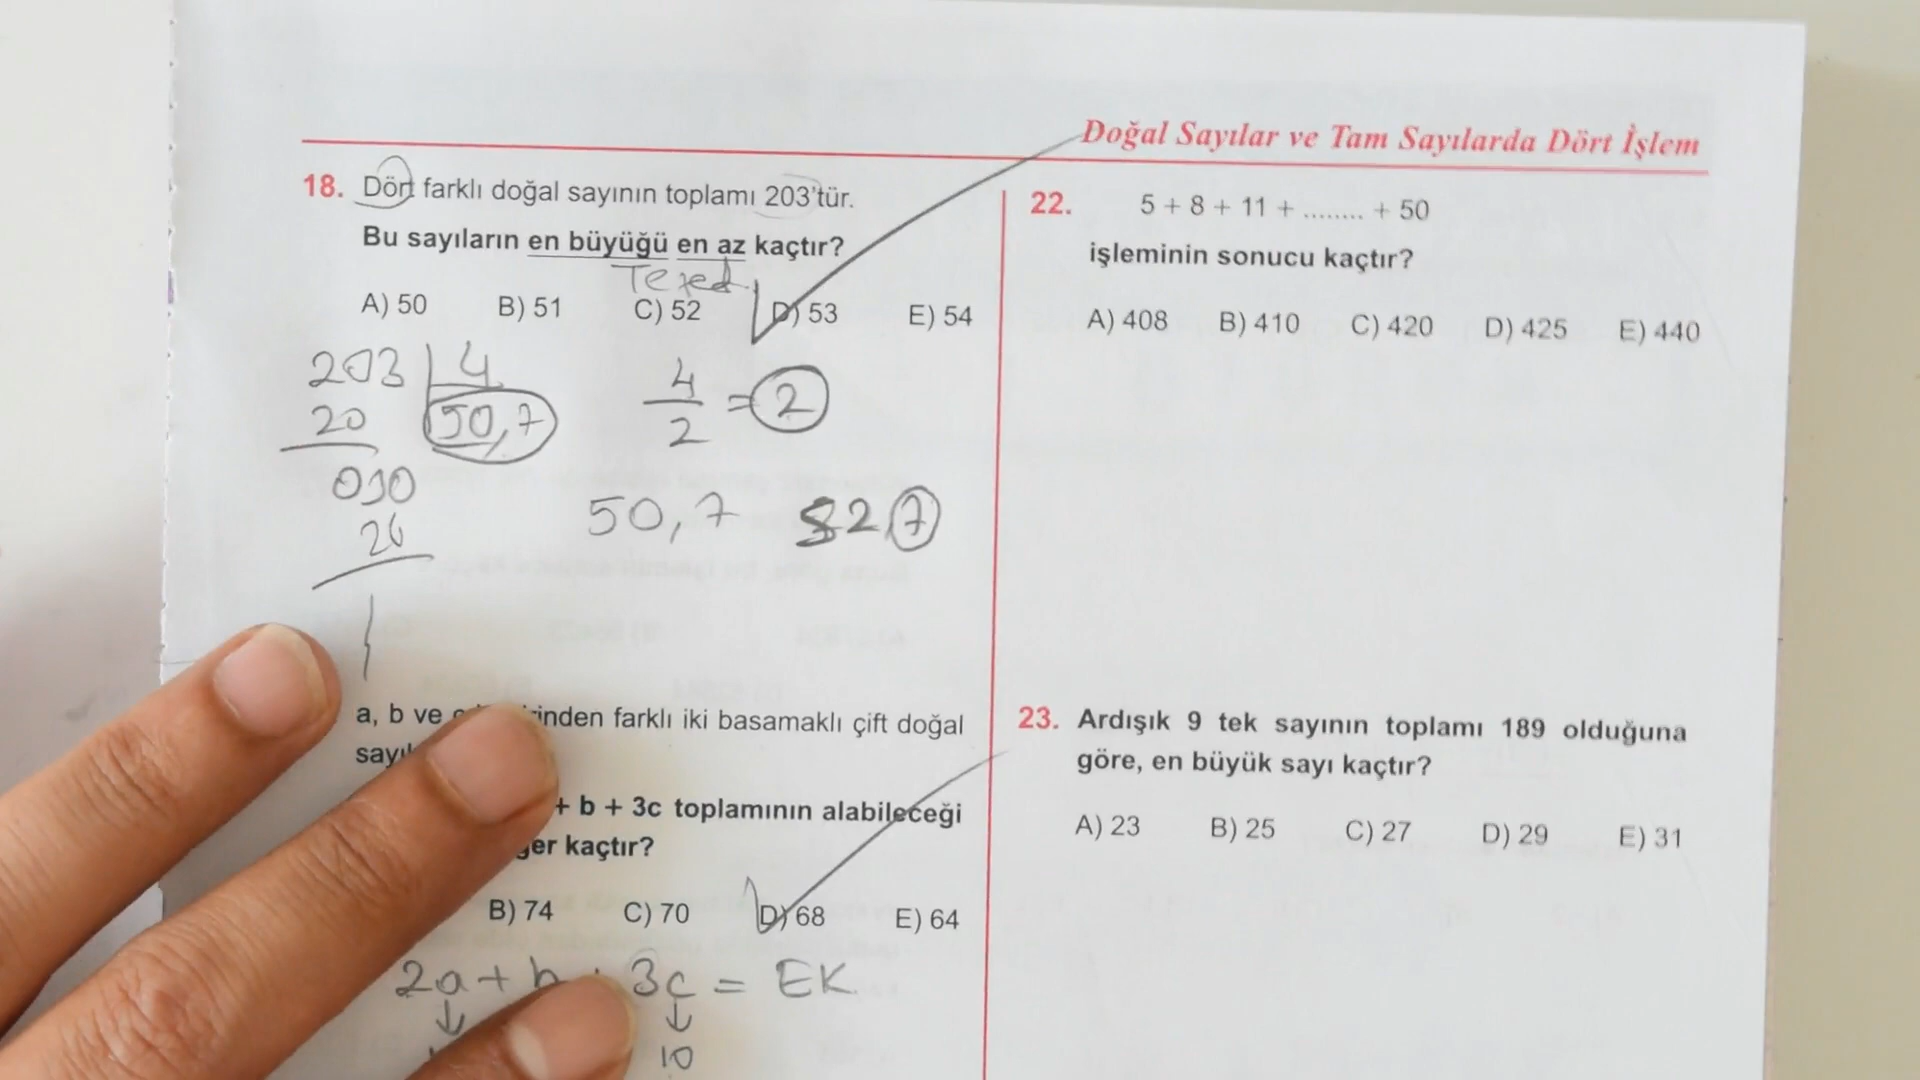 Doğal Sayılar ve Tam Sayılarda Dört İşlem
18. Dört farklı doğal sayının toplamı 203'tür.
Bu sayıların en büyüğü en az kaçtır?
A) 50 B) 51 C) 52 D) 53 E) 54
203 4
20 50,7
030
4
2 = 2
50,7 52,7
a, b ve farklı iki basamaklı çift doğal
+ b + 3c toplamının alabileceği
kaçtır?
B) 74 C) 70 D) 68 E) 64
2a + b + 3c = EK
10
22. 5 + 8 + 11 + ........ + 50
işleminin sonucu kaçtır?
A) 408 B) 410 C) 420 D) 425 E) 440
23. Ardışık 9 tek sayının toplamı 189 olduğuna
göre, en büyük sayı kaçtır?
A) 23 B) 25 C) 27 D) 29 E) 31